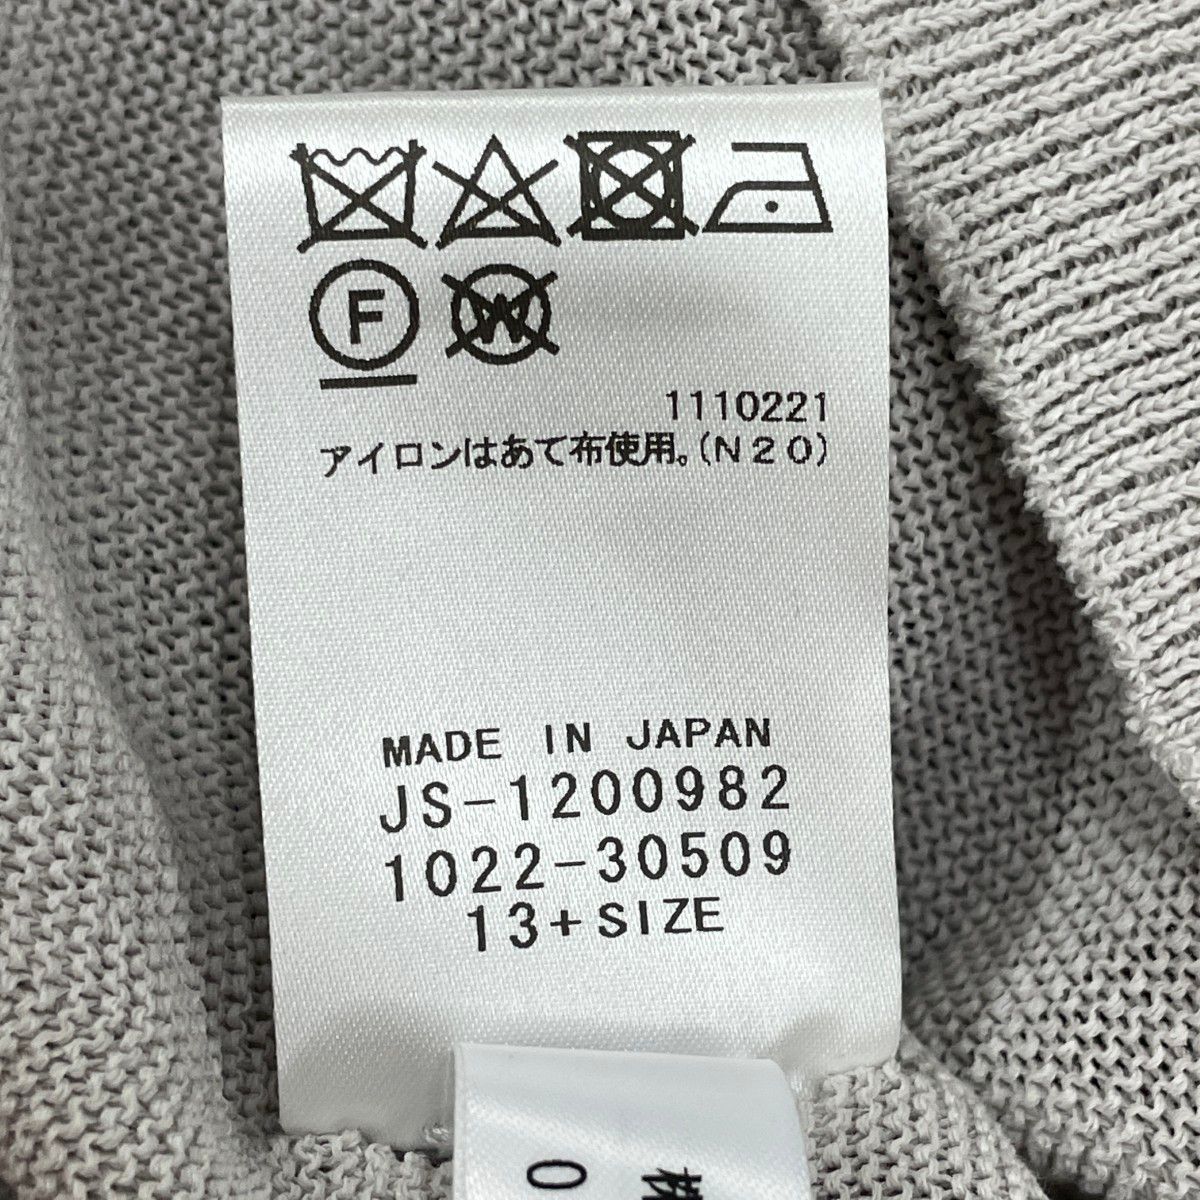 F W
1110221
アイロンはあて布使用。(N20)
MADE IN JAPAN
JS-1200982
1022-30509
13+SIZE
0